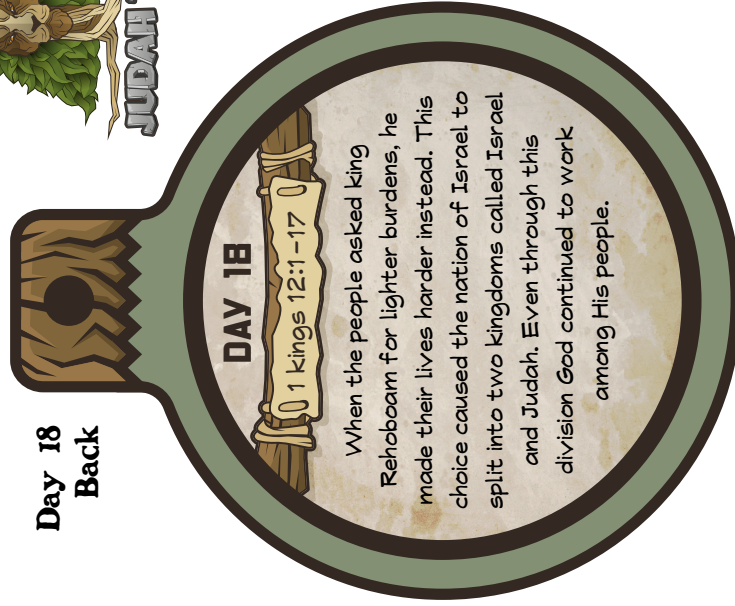 Day 18
Back
JUDAH
DAY 18
1 kings 12:1-17
When the people asked king
Rehoboam for lighter burdens, he
made their lives harder instead. This
choice caused the nation of Israel to
split into two kingdoms called Israel
and Judah. Even through this
division God continued to work
among His people.